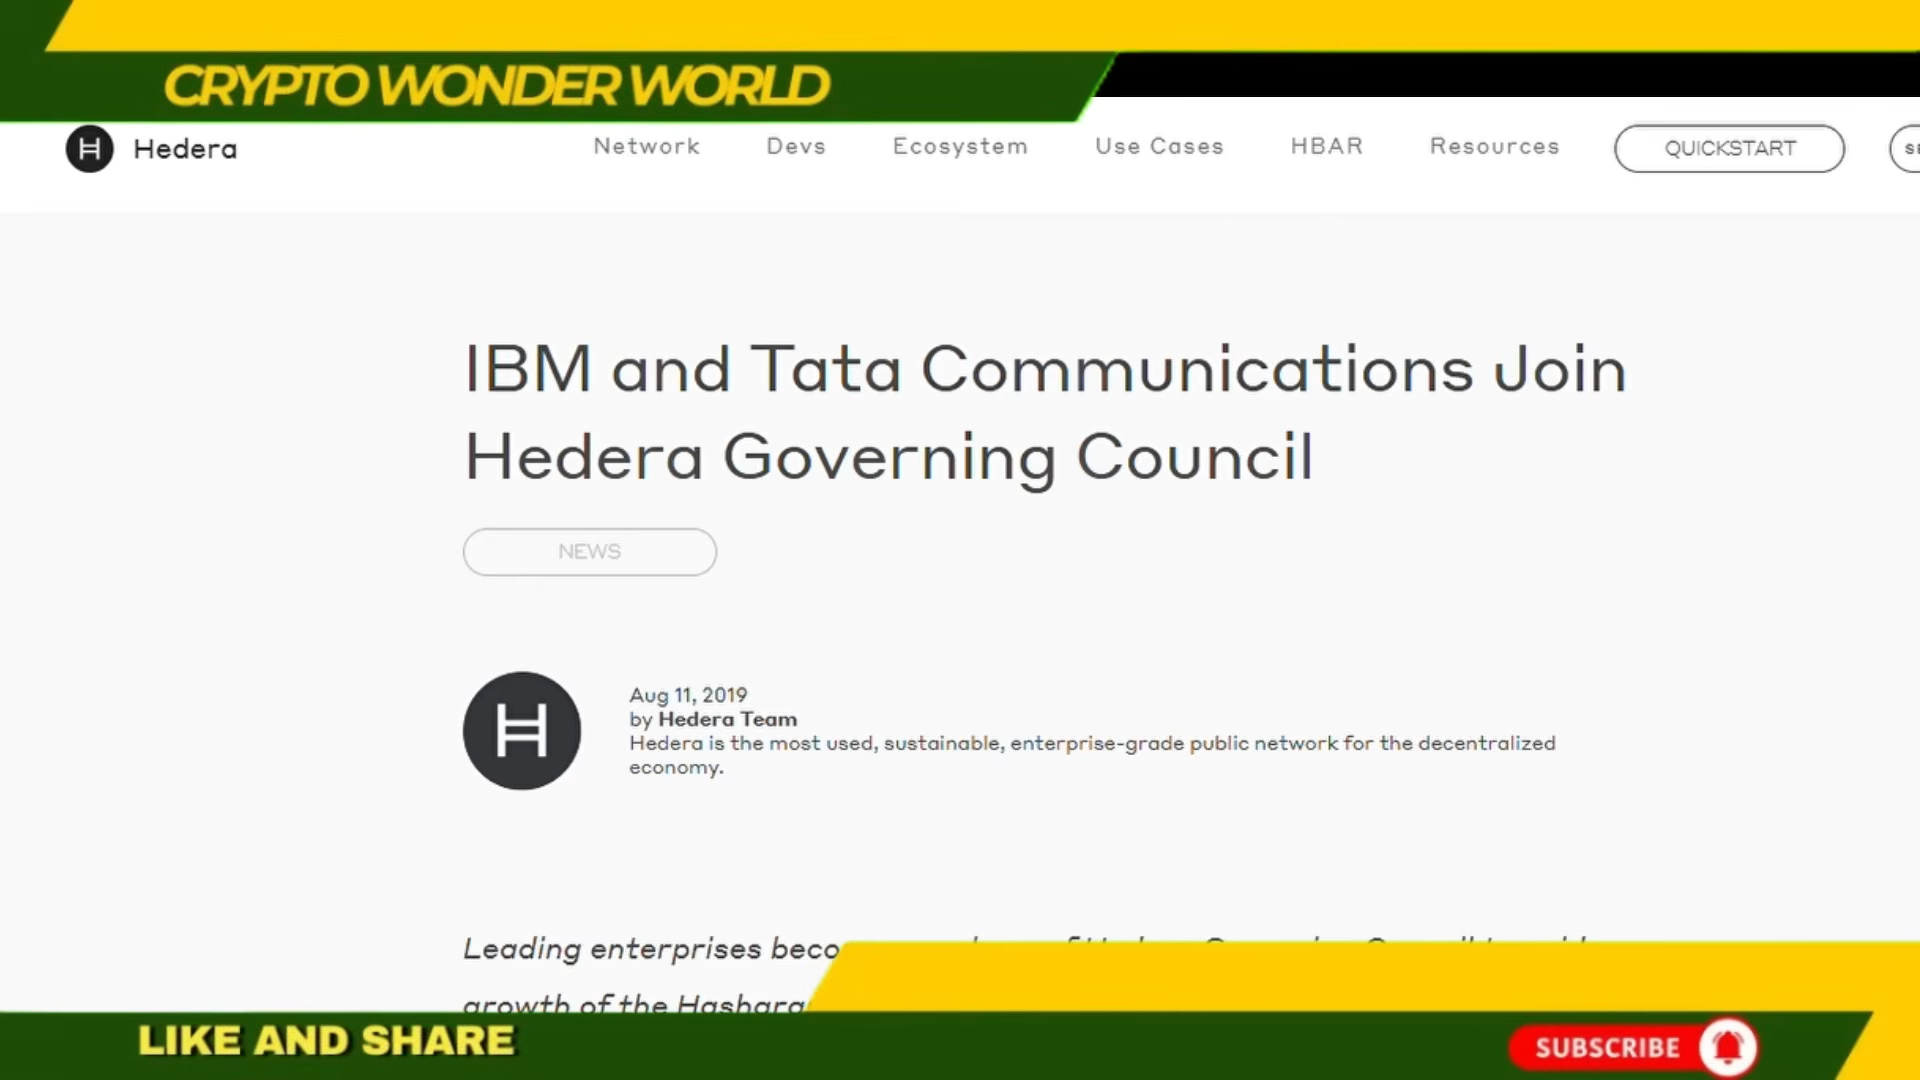 CRYPTO WONDER WORLD
Hedera
Network Devs Ecosystem Use Cases HBAR Resources QUICKSTART
IBM and Tata Communications Join
Hedera Governing Council
NEWS
Aug 11, 2019
by Hedera Team
Hedera is the most used, sustainable, enterprise-grade public network for the decentralized
economy.
Leading enterprises
growth of the
LIKE AND SHARE
SUBSCRIBE